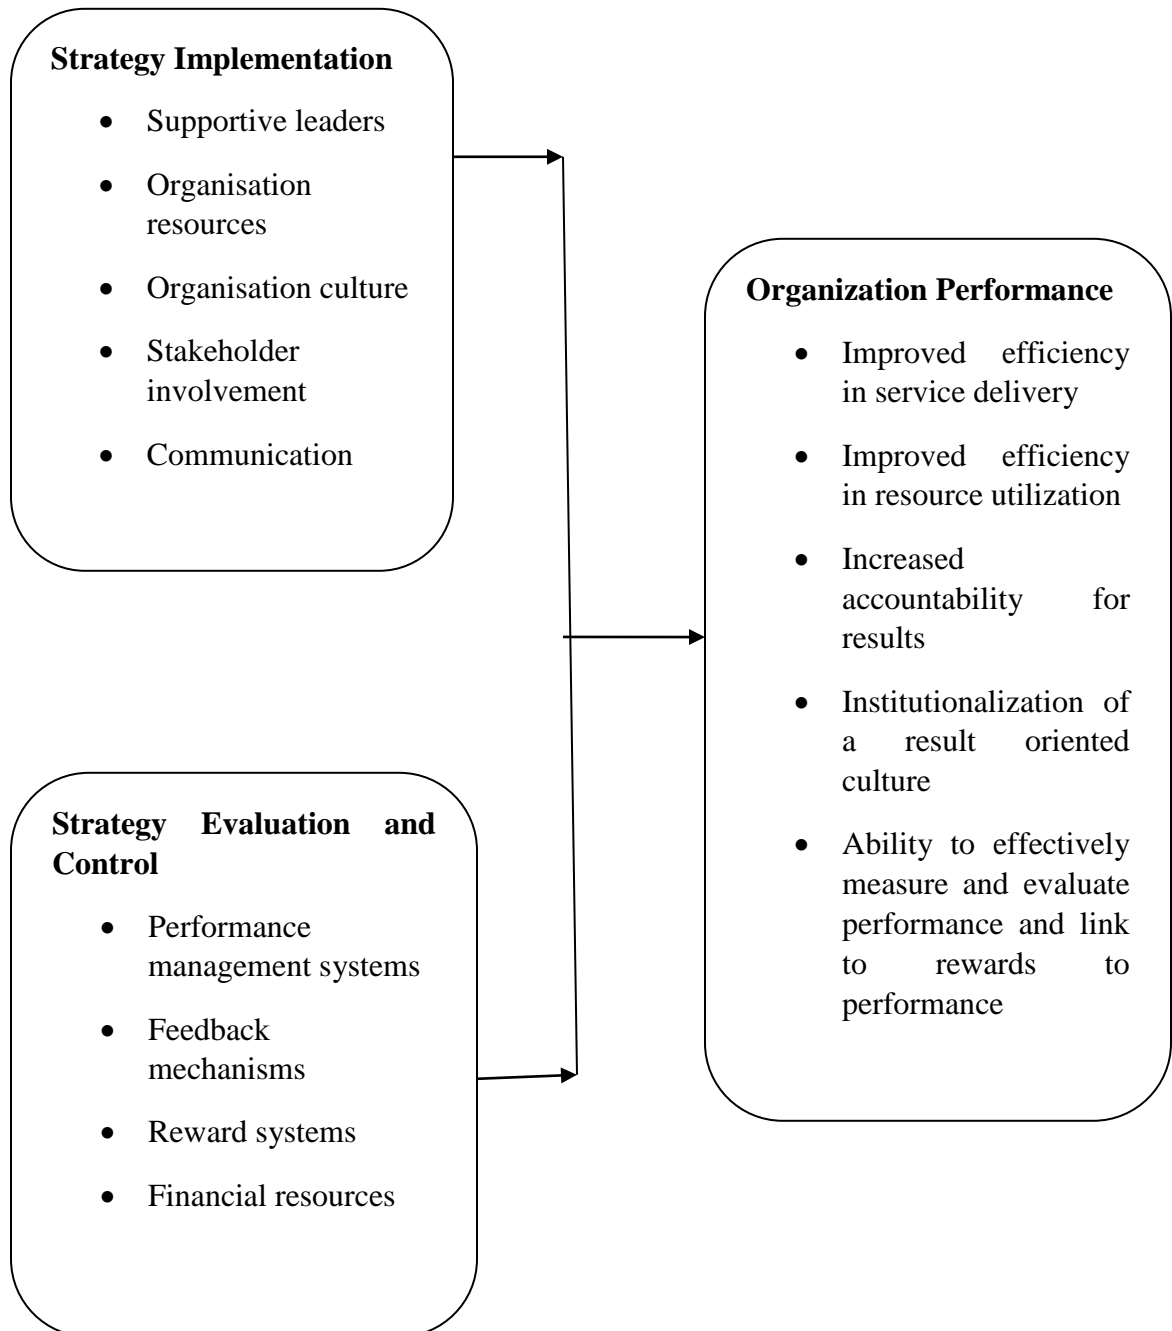 Strategy Implementation
• Supportive leaders
• Organisation
resources
• Organisation culture
• Stakeholder
involvement
• Communication
Organization Performance
• Improved efficiency
in service delivery
• Improved efficiency
in resource utilization
• Increased
accountability for
results
• Institutionalization of
a result oriented
culture
• Ability to effectively
measure and evaluate
performance and link
to rewards to
performance
Strategy Evaluation and
Control
• Performance
management systems
• Feedback
mechanisms
• Reward systems
• Financial resources